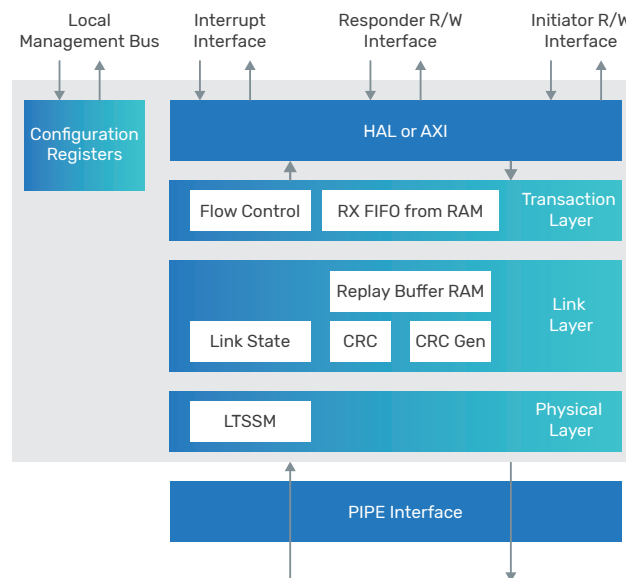 Local
Management Bus
Interrupt
Interface
Responder R/W
Interface
Initiator R/W
Interface
Configuration
Registers
HAL or AXI
Flow Control
RX FIFO from RAM
Transaction
Layer
Replay Buffer RAM
Link State
CRC
CRC Gen
Link
Layer
LTSSM
Physical
Layer
PIPE Interface